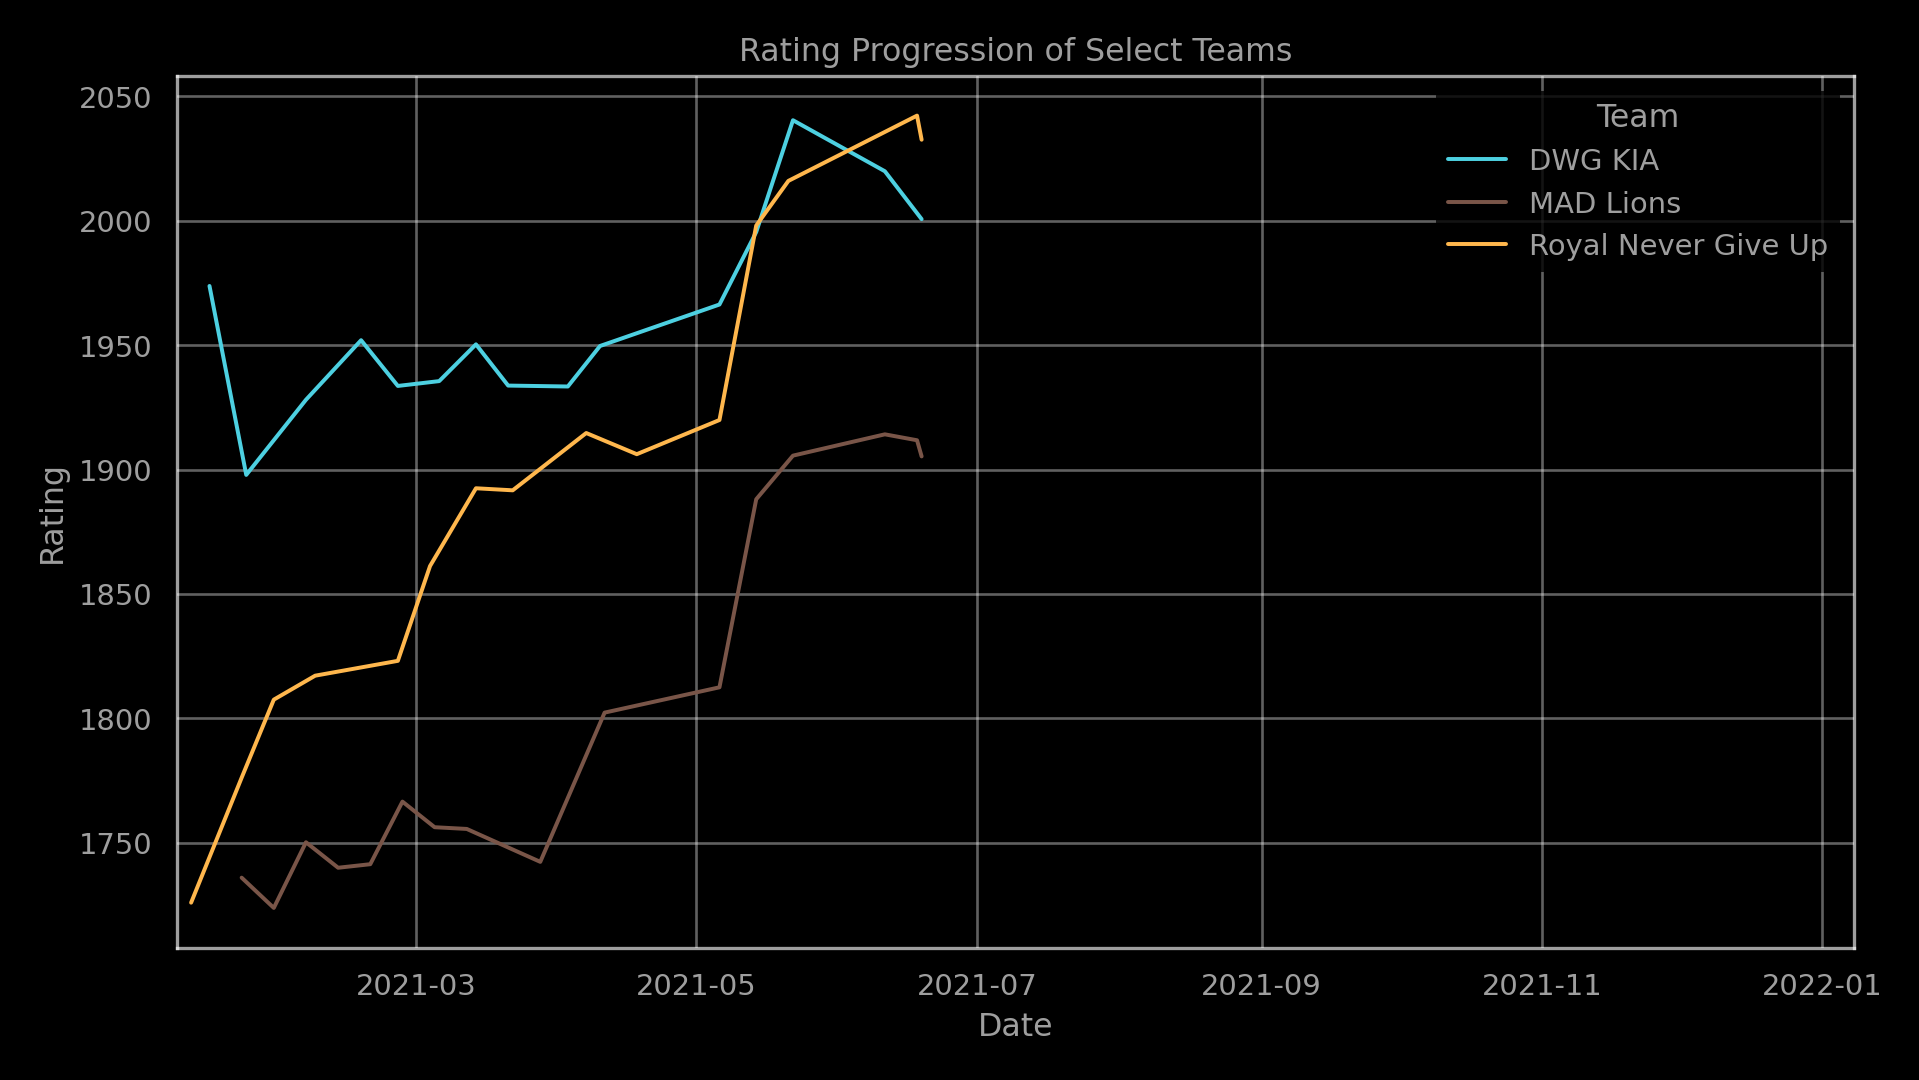 Rating Progression of Select Teams
2050
2000
1950
1900
1850
1800
1750
Rating
Team
DWG KIA
MAD Lions
Royal Never Give Up
2021-03 2021-05 2021-07 2021-09 2021-11 2022-01
Date